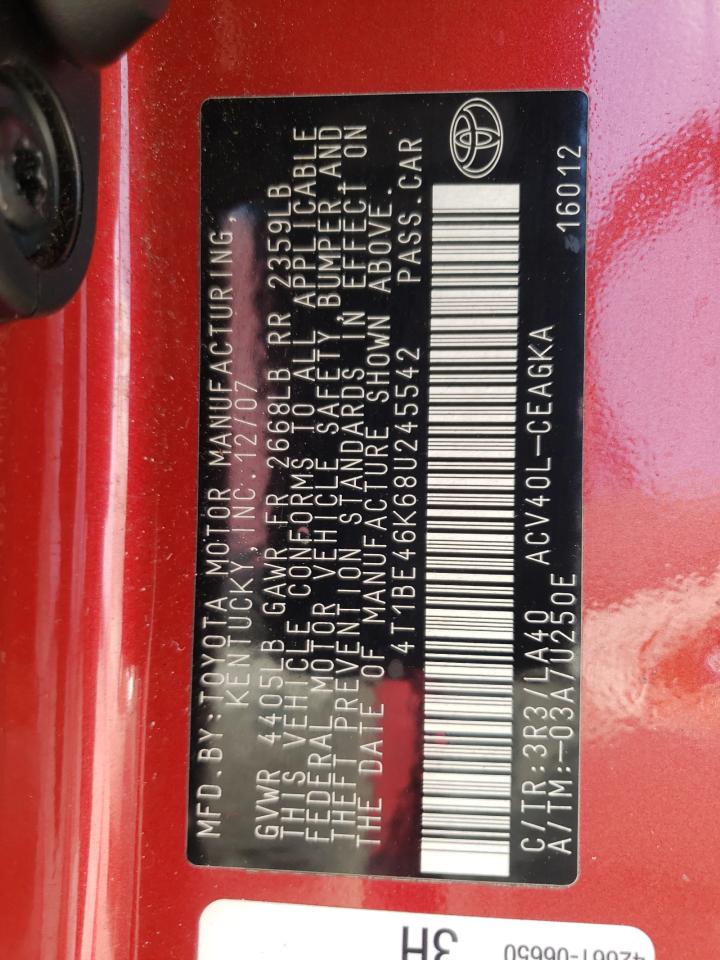 MFD.BY:TOYOTA MOTOR MANUFACTURING,
KENTUCKY,INC.12/07
GVWR 4405LB GAWR FR 2668LB RR 2359LB
THIS VEHICLE CONFORMS TO ALL APPLICABLE
FEDERAL MOTOR VEHICLE SAFETY,BUMPER,AND
THEFT PREVENTION STANDARDS IN EFFECT ON
THE DATE OF MANUFACTURE SHOWN ABOVE.
4T1BE46K68U245542 PASS.CAR
C/TR:3R3/LA40 ACV40L-CEAGKA 16012
A/TM:-03A/U250E
3H
42661-06650